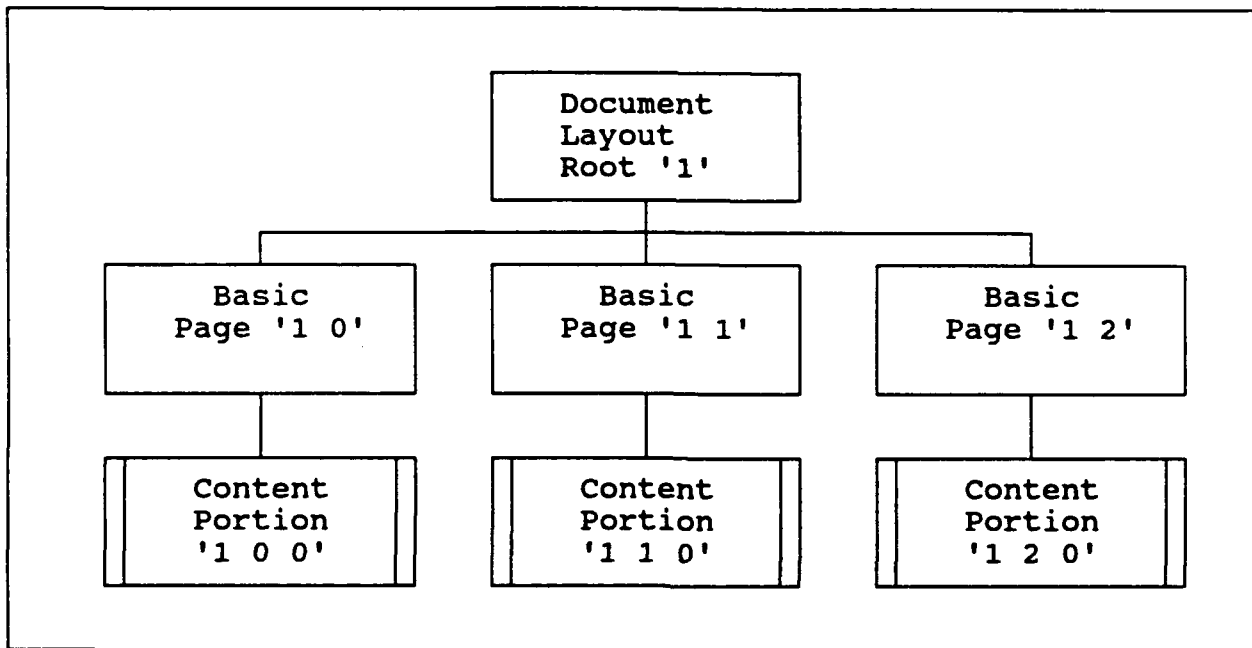 Document
Layout
Root '1'
Basic
Page '1 0'
Basic
Page '1 1'
Basic
Page '1 2'
Content
Portion
'1 0 0'
Content
Portion
'1 1 0'
Content
Portion
'1 2 0'